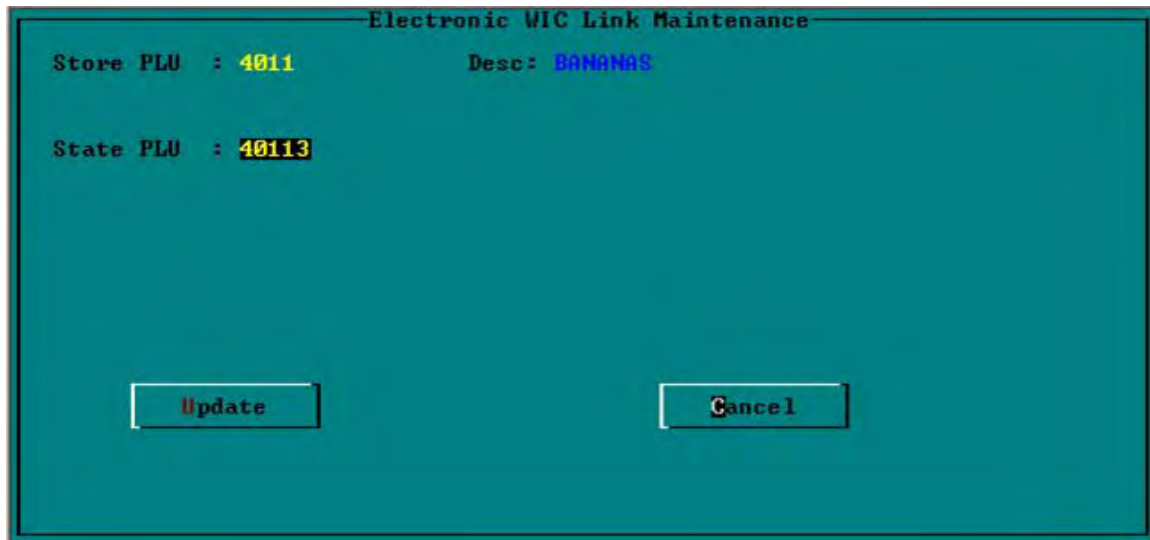 Electronic WIC Link Maintenance
Store PLU : 4011 Desc: BANANAS
State PLU : 40113
Update Cancel